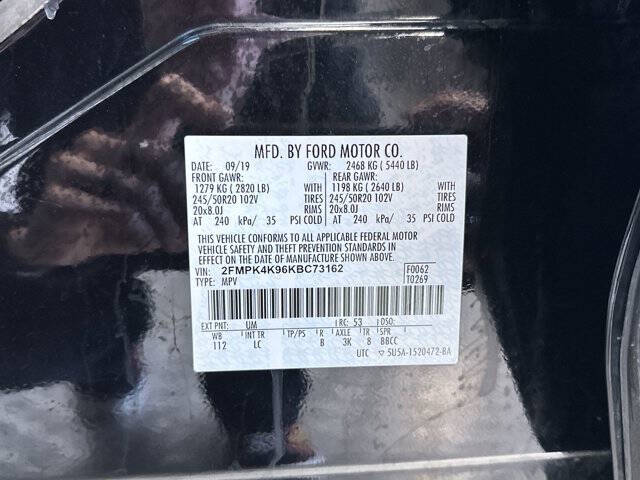 MFD. BY FORD MOTOR CO.
DATE: 09/19 GVWR: 2468 KG ( 5440 LB)
FRONT GAWR: REAR GAWR:
1279 KG ( 2820 LB) WITH 1198 KG ( 2640 LB) WITH
245/50R20 102V TIRES 245/50R20 102V TIRES
20x8.0J RIMS 20x8.0J RIMS
AT 240 kPa/ 35 PSI COLD AT 240 kPa/ 35 PSI COLD
THIS VEHICLE CONFORMS TO ALL APPLICABLE FEDERAL MOTOR
VEHICLE SAFETY AND THEFT PREVENTION STANDARDS IN
EFFECT ON THE DATE OF MANUFACTURE SHOWN ABOVE.
VIN: 2FMPK4K96KBC73162 F0062
TYPE: MPV T0269
EXT PNT: UM RC: 53 DSO:
WB INT TR TP/PS R AXLE TR SPR
112 LC B 3K 8 BBCC
UTC ▽ 5U5A-1520472-BA